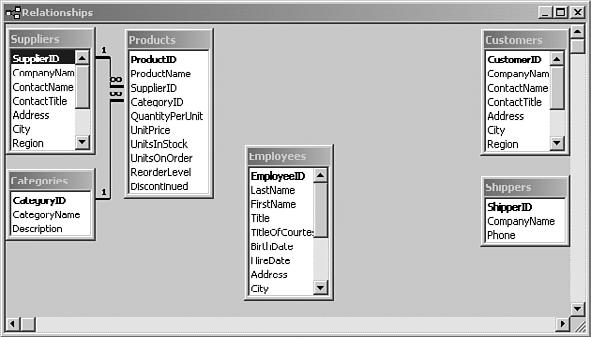 Relationships
Suppliers
SupplierID
CompanyName
ContactName
ContactTitle
Address
City
Region
1
∞
∞
Products
ProductID
ProductName
SupplierID
CategoryID
QuantityPerUnit
UnitPrice
UnitsInStock
UnitsOnOrder
ReorderLevel
Discontinued
Categories
CategoryID
CategoryName
Description
1
Employees
EmployeeID
LastName
FirstName
Title
TitleOfCourtes
BirthDate
HireDate
Address
City
Customers
CustomerID
CompanyName
ContactName
ContactTitle
Address
City
Region
Shippers
ShipperID
CompanyName
Phone